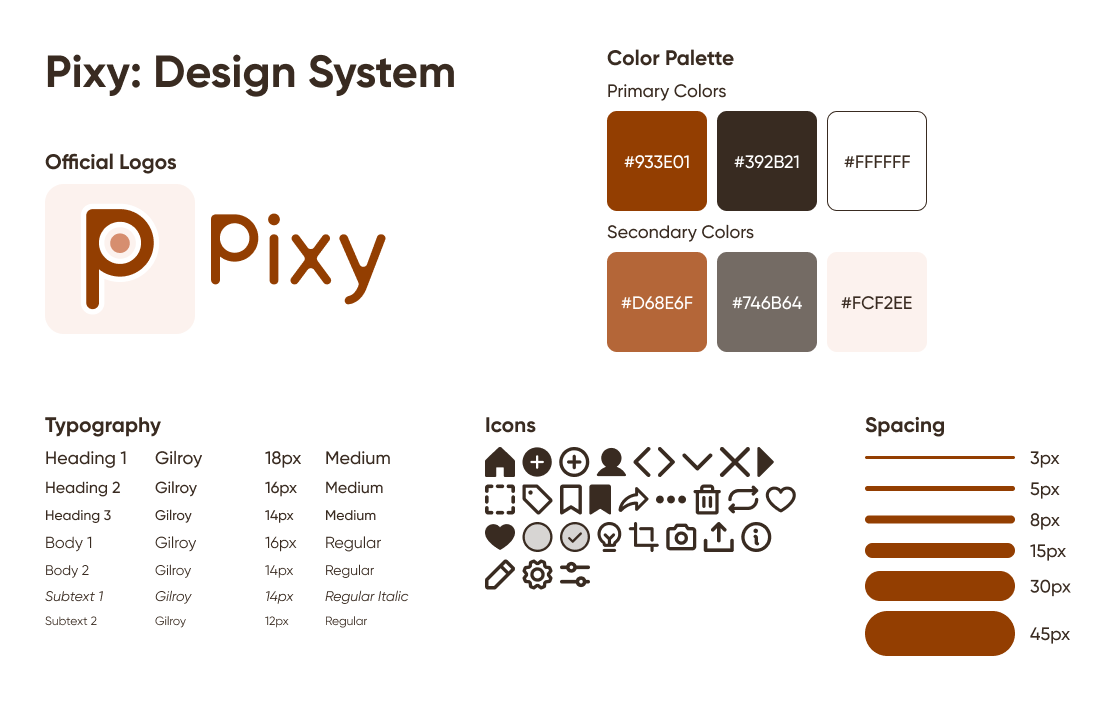 Pixy: Design System
Official Logos
Pixy
Color Palette
Primary Colors
#933E01 #392B21 #FFFFFF
Secondary Colors
#D68E6F #746B64 #FCF2EE
Typography
Heading 1 Gilroy 18px Medium
Heading 2 Gilroy 16px Medium
Heading 3 Gilroy 14px Medium
Body 1 Gilroy 16px Regular
Body 2 Gilroy 14px Regular
Subtext 1 Gilroy 14px Regular Italic
Subtext 2 Gilroy 12px Regular
Icons
Spacing
3px
5px
8px
15px
30px
45px